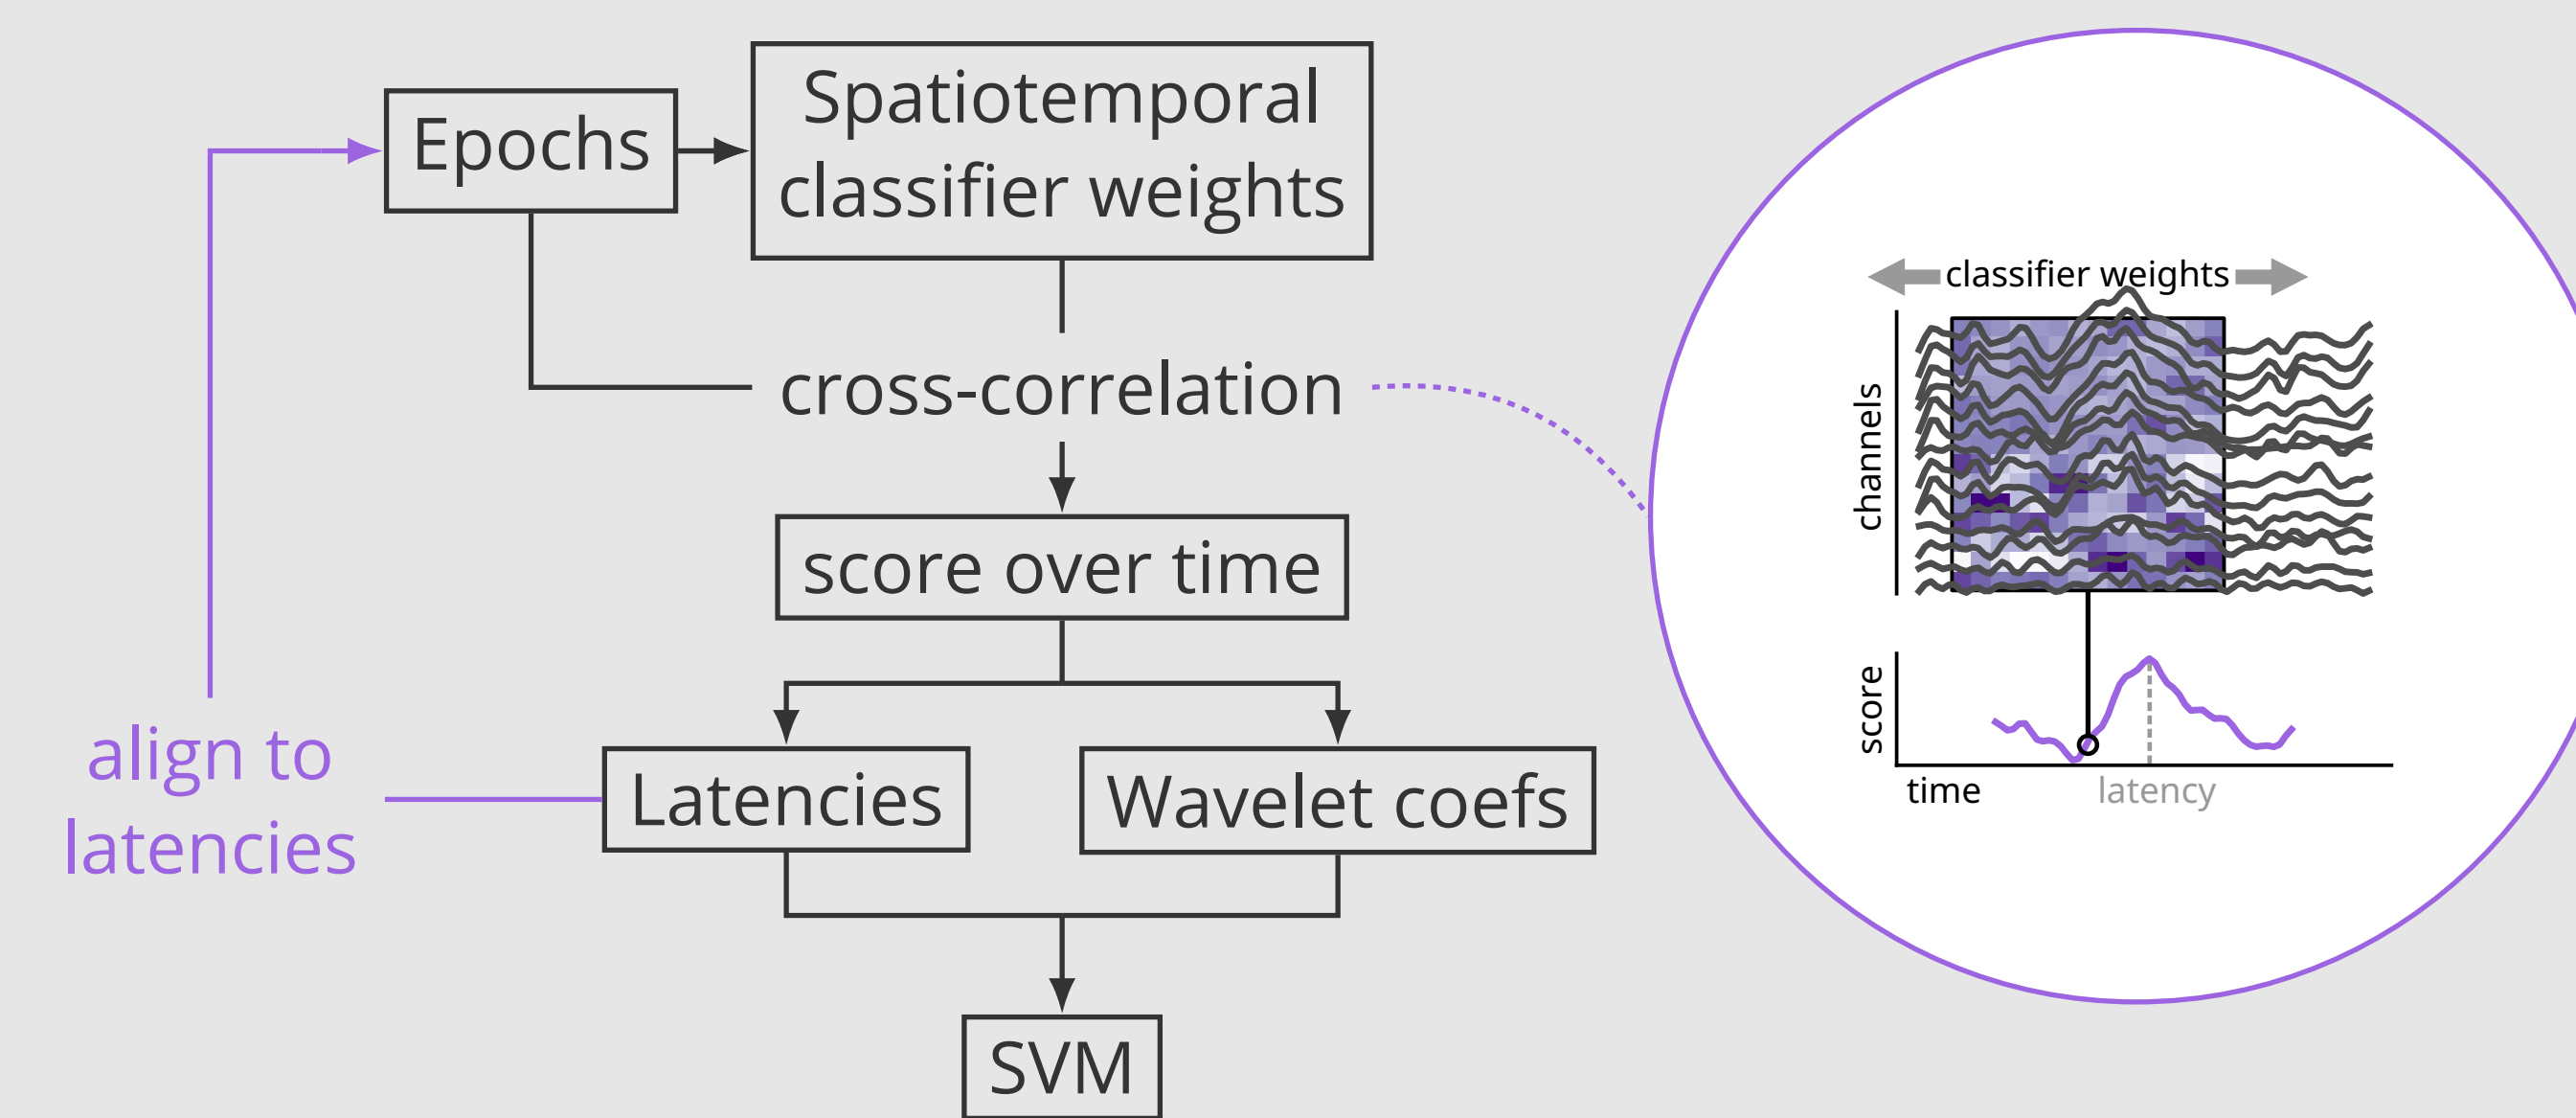 Epochs
Spatiotemporal
classifier weights
cross-correlation
score over time
align to
latencies
Latencies
Wavelet coefs
SVM
classifier weights
channels
score
time
latency